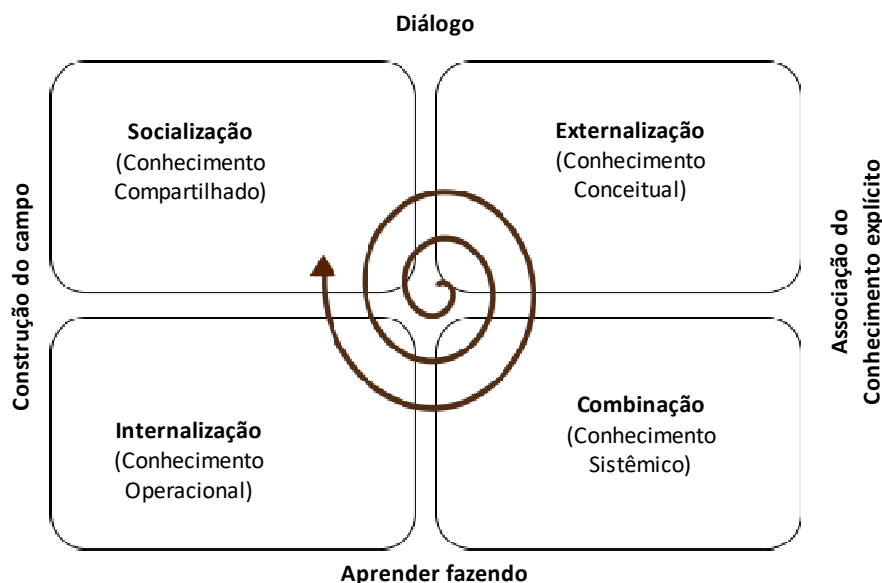 Diálogo
Socialização
(Conhecimento
Compartilhado)
Externalização
(Conhecimento
Conceitual)
Construção do campo
Associação do
Conhecimento explícito
Internalização
(Conhecimento
Operacional)
Combinação
(Conhecimento
Sistêmico)
Aprender fazendo